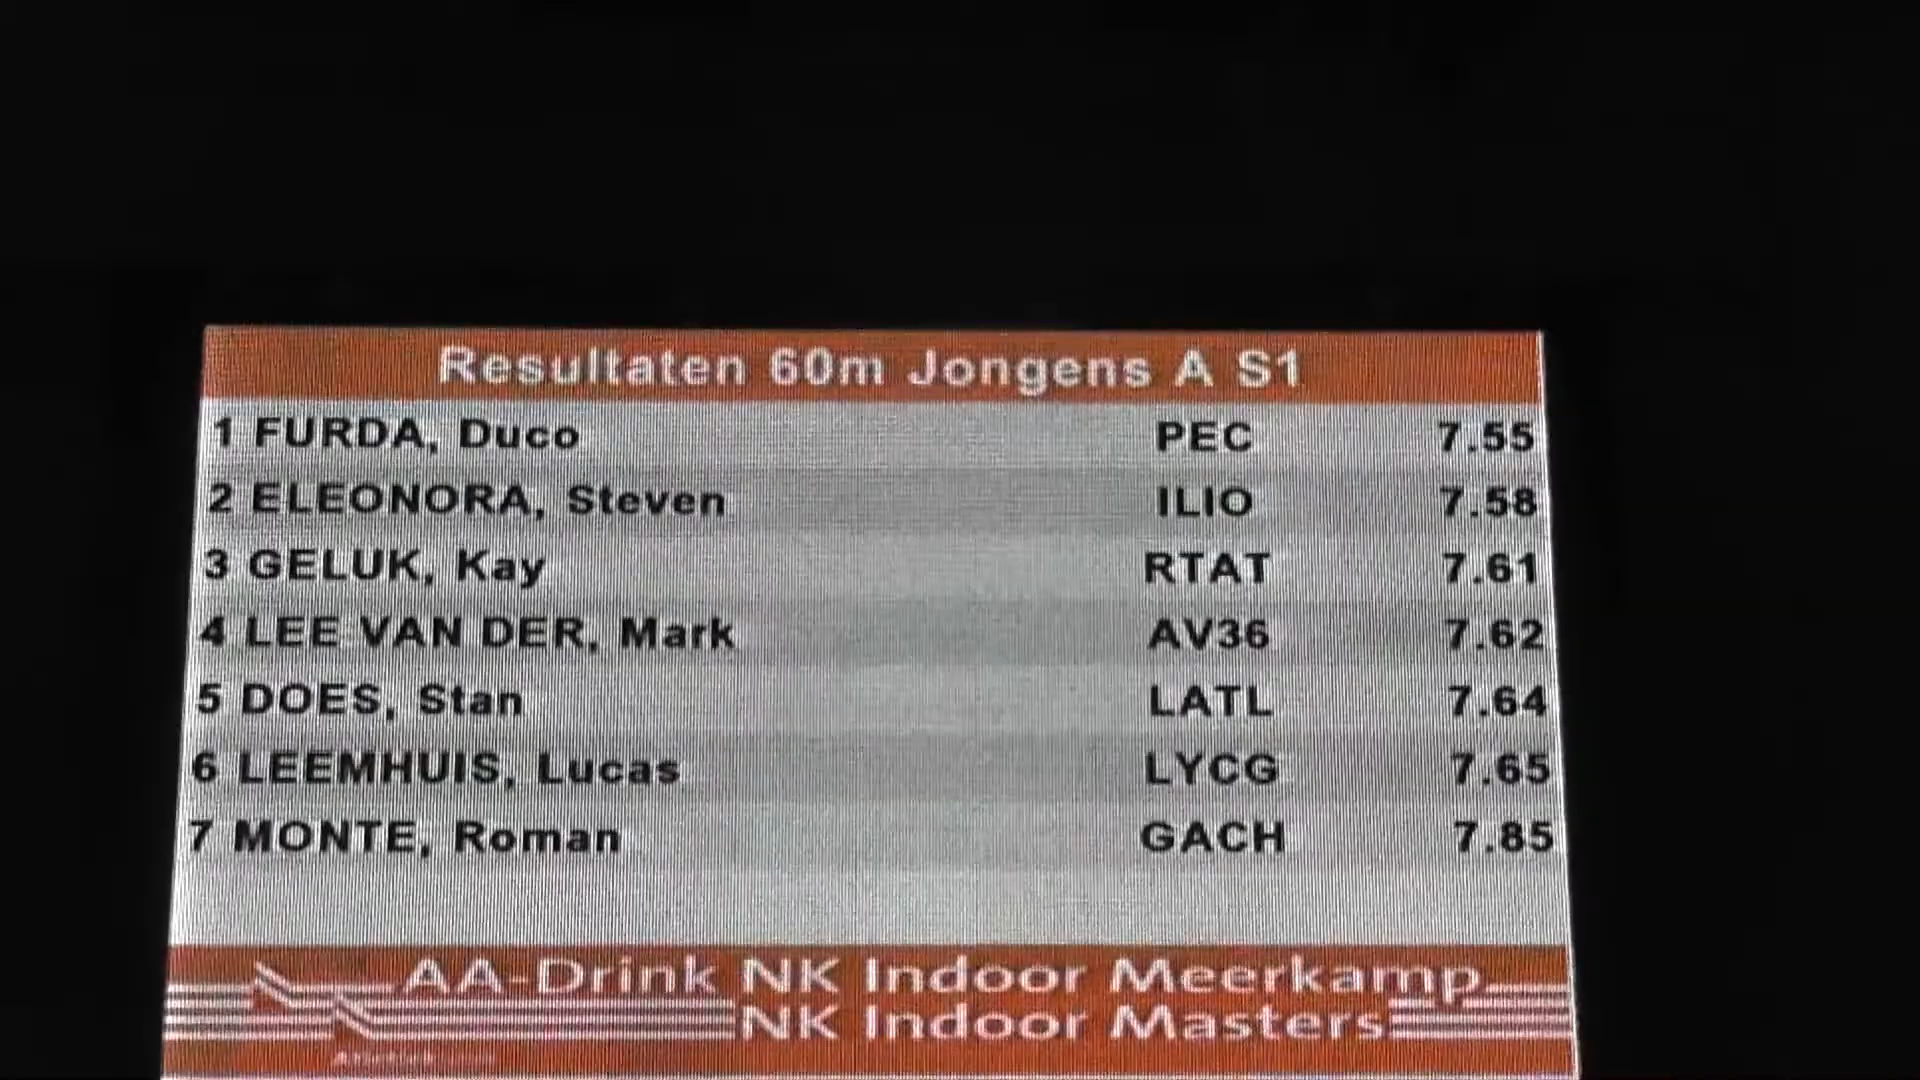 Resultaten 60m Jongens A S1
1 FURDA, Duco PEC 7.55
2 ELEONORA, Steven ILIO 7.58
3 GELUK, Kay RTAT 7.61
4 LEE VAN DER, Mark AV36 7.62
5 DOES, Stan LATL 7.64
6 LEEMHUIS, Lucas LYCG 7.65
7 MONTE, Roman GACH 7.85
AA-Drink NK Indoor Meerkamp
NK Indoor Masters